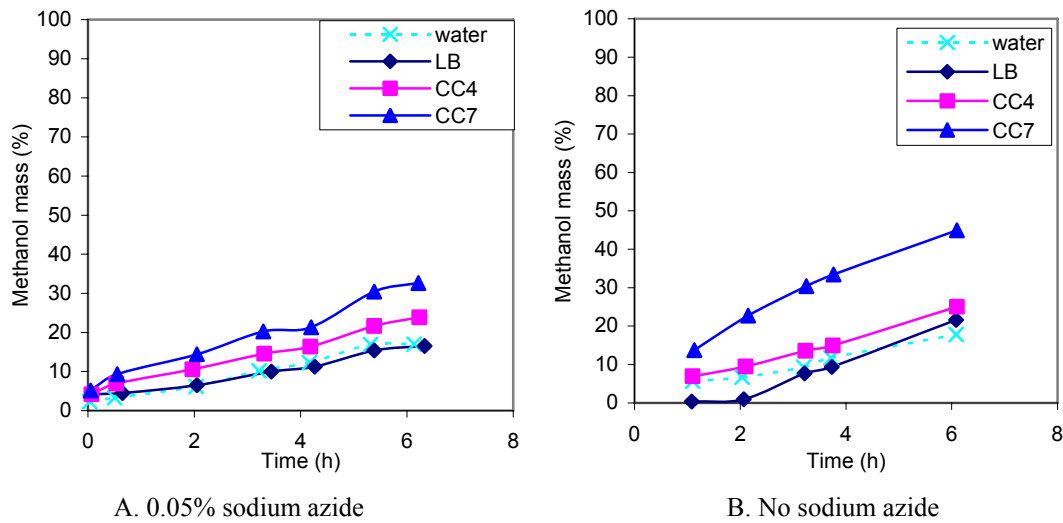 100
90
80
70
60
50
40
30
20
10
0
Methanol mass (%)
0 2 4 6 8
Time (h)
water
LB
CC4
CC7
A. 0.05% sodium azide
100
90
80
70
60
50
40
30
20
10
0
Methanol mass (%)
0 2 4 6 8
Time (h)
water
LB
CC4
CC7
B. No sodium azide